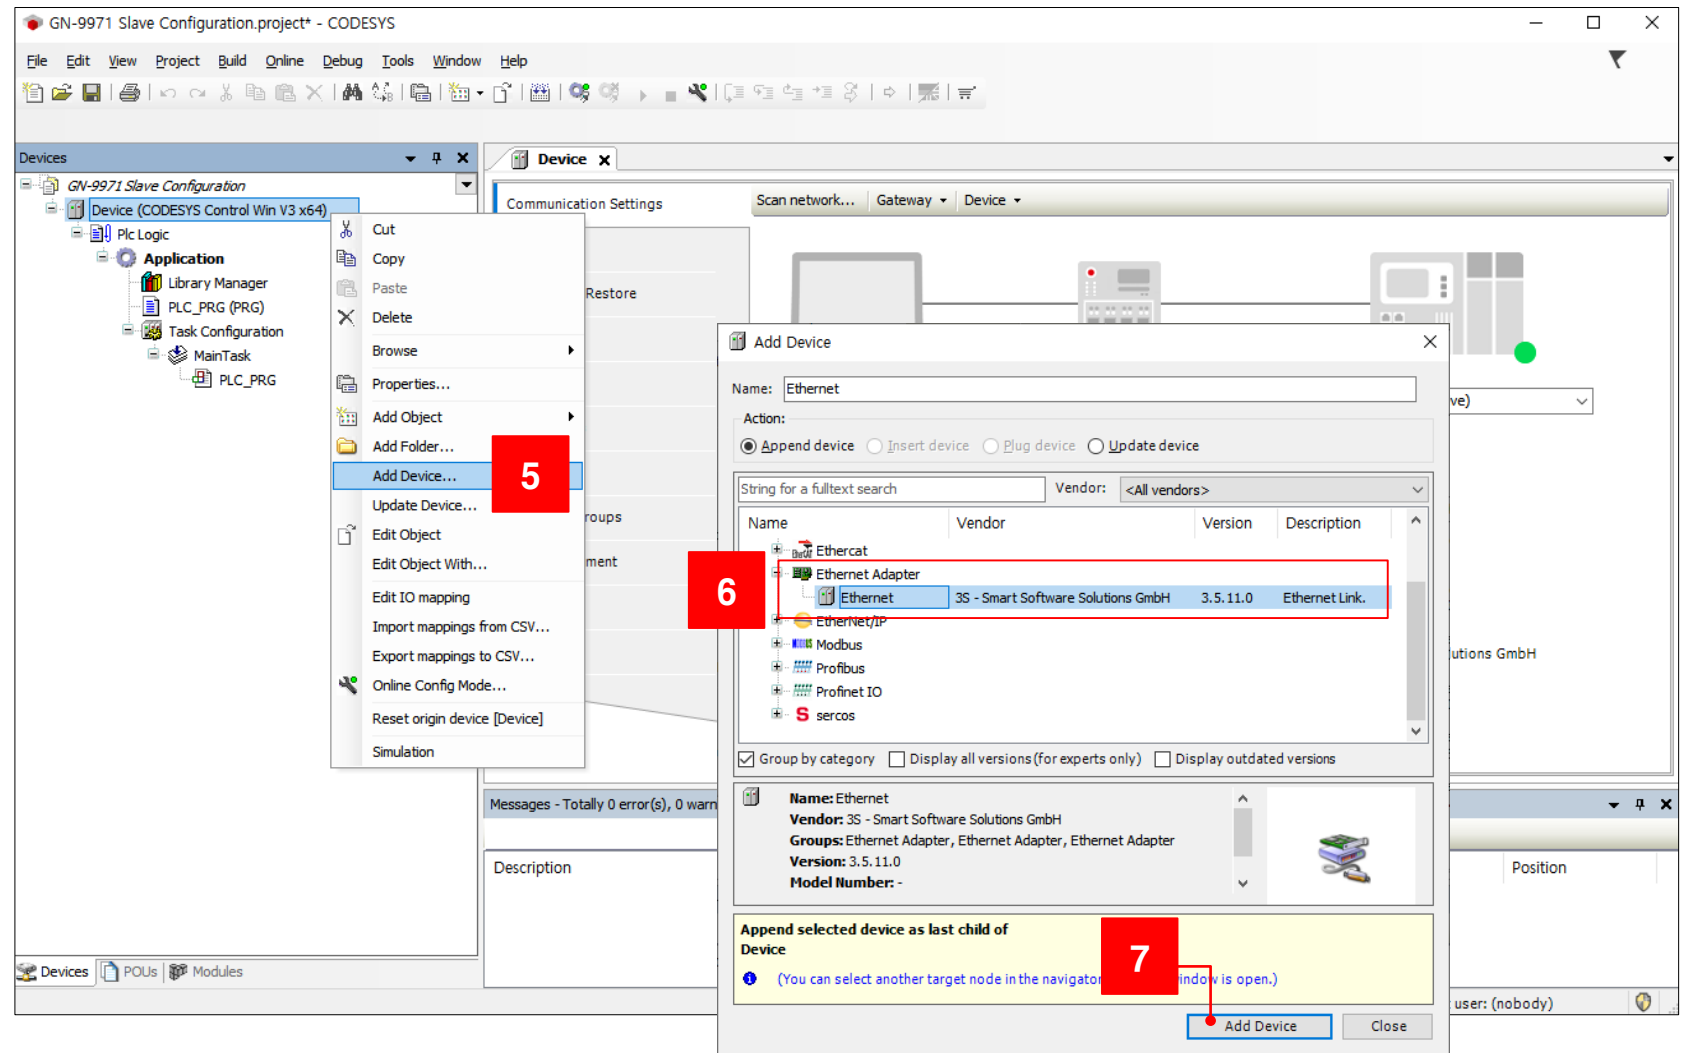 GN-9971 Slave Configuration.project* - CODESYS
File Edit View Project Build Online Debug Tools Window Help
Devices
Device
GN-9971 Slave Configuration
Device (CODESYS Control Win V3 x64)
Plc Logic
Application
Library Manager
PLC_PRG (PRG)
Task Configuration
MainTask
PLC_PRG
Communication Settings
Scan network... Gateway Device
Restore
roups
ment
ve)
utions GmbH
Cut
Copy
Paste
Delete
Browse
Properties...
Add Object
Add Folder...
Add Device...
5
Update Device...
Edit Object
Edit Object With...
Edit IO mapping
Import mappings from CSV...
Export mappings to CSV...
Online Config Mode...
Reset origin device [Device]
Simulation
Add Device
Name: Ethernet
Action:
Append device Insert device Plug device Update device
String for a fulltext search Vendor: <All vendors>
Name Vendor Version Description
Ethercat
6
Ethernet Adapter
Ethernet 3S - Smart Software Solutions GmbH 3.5.11.0 Ethernet Link.
EtherNet/IP
Modbus
Profibus
Profinet IO
sercos
Group by category Display all versions (for experts only) Display outdated versions
Name: Ethernet
Vendor: 3S - Smart Software Solutions GmbH
Groups: Ethernet Adapter, Ethernet Adapter, Ethernet Adapter
Version: 3.5.11.0
Model Number: -
Append selected device as last child of
Device
7
(You can select another target node in the navigator indow is open.)
Add Device Close
Messages - Totally 0 error(s), 0 warn
Description Position
Devices POUs Modules
user: (nobody)